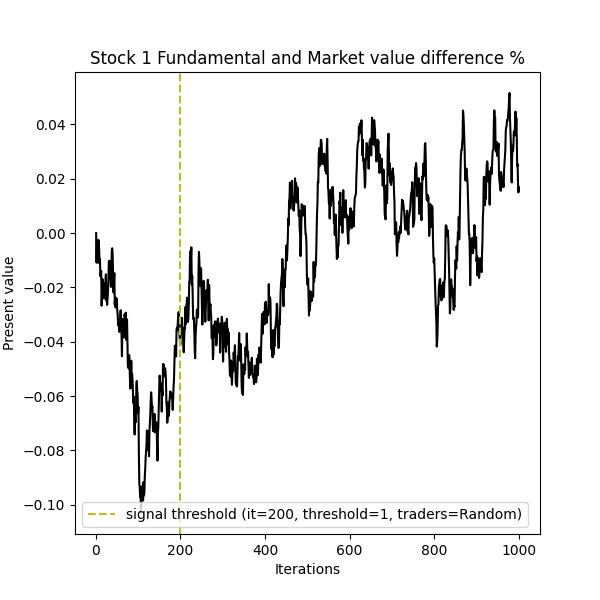 Stock 1 Fundamental and Market value difference %
Present value
0.04
0.02
0.00
−0.02
−0.04
−0.06
−0.08
−0.10
signal threshold (it=200, threshold=1, traders=Random)
0 200 400 600 800 1000
Iterations